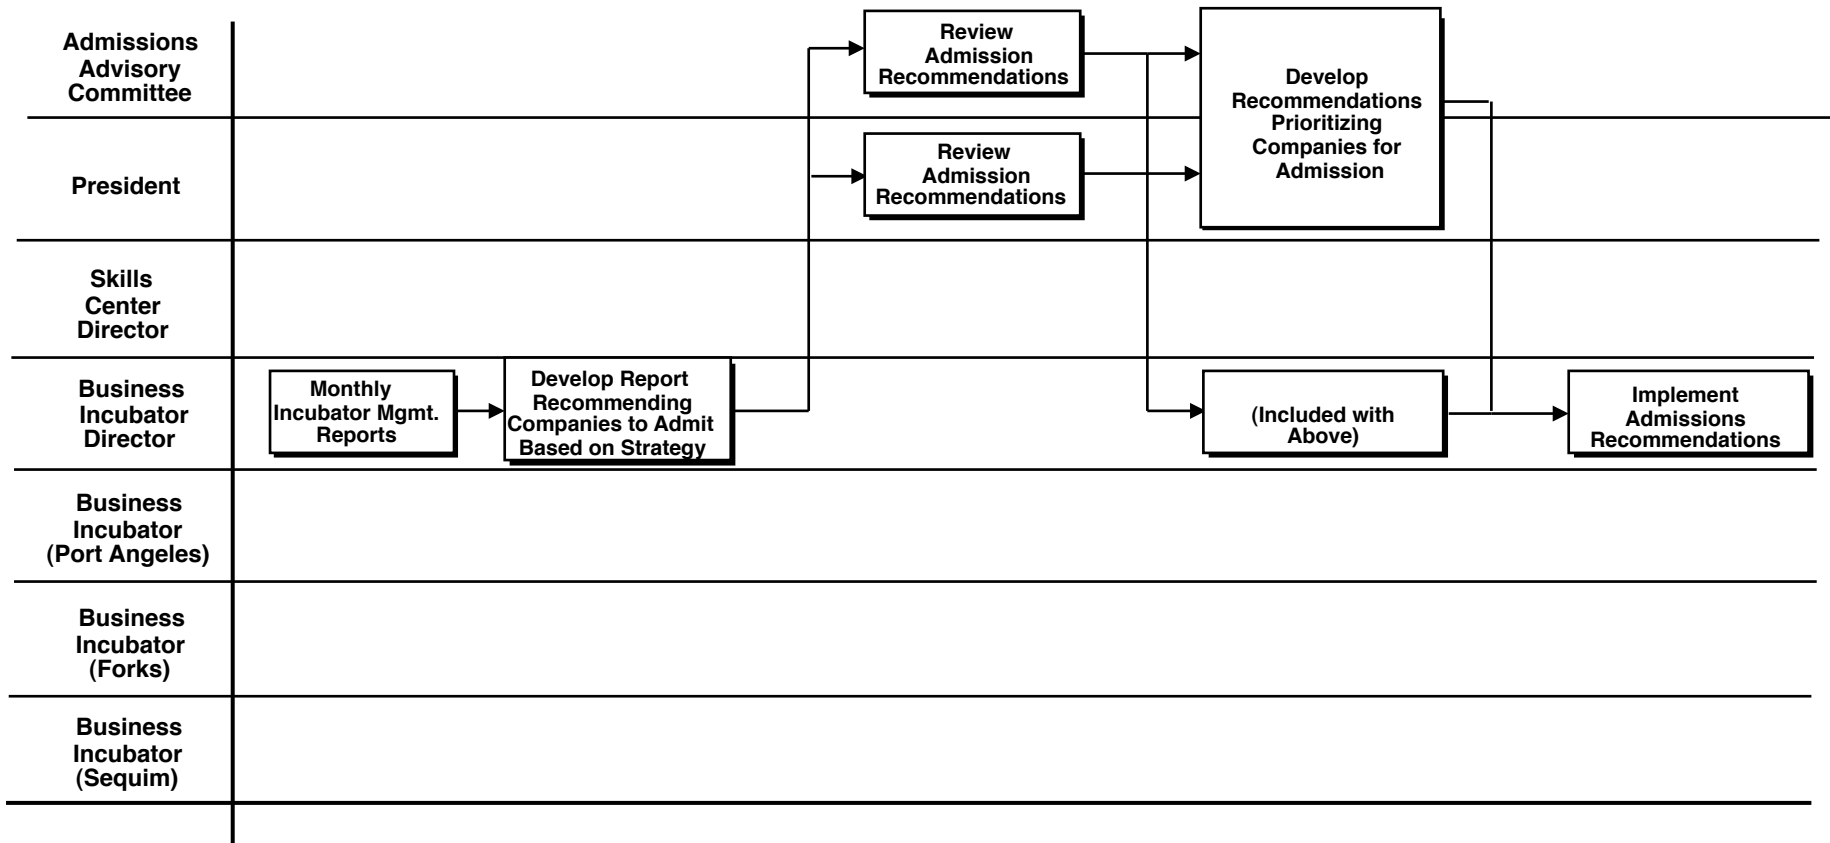 Admissions
Advisory
Committee
Review
Admission
Recommendations
Develop
Recommendations
Prioritizing
Companies for
Admission
President
Review
Admission
Recommendations
Skills
Center
Director
Business
Incubator
Director
Monthly
Incubator Mgmt.
Reports
Develop Report
Recommending
Companies to Admit
Based on Strategy
(Included with
Above)
Implement
Admissions
Recommendations
Business
Incubator
(Port Angeles)
Business
Incubator
(Forks)
Business
Incubator
(Sequim)